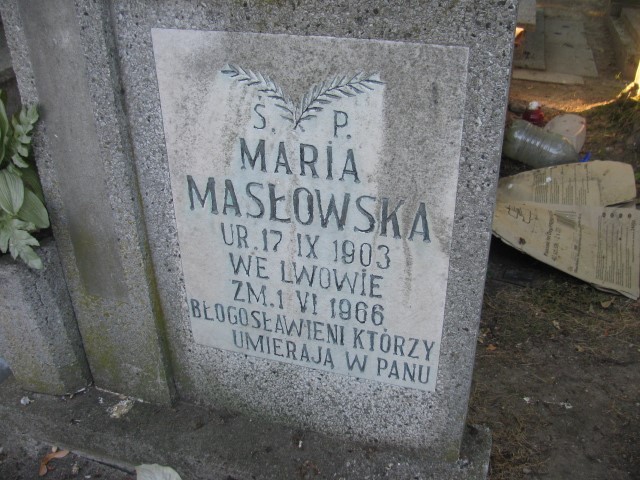 Ś. P.
MARIA
MASŁOWSKA
UR. 17 IX 1903
WE LWOWIE
ZM. 1 VI 1966
BŁOGOSŁAWIENI KTÓRZY
UMIERAJĄ W PANU